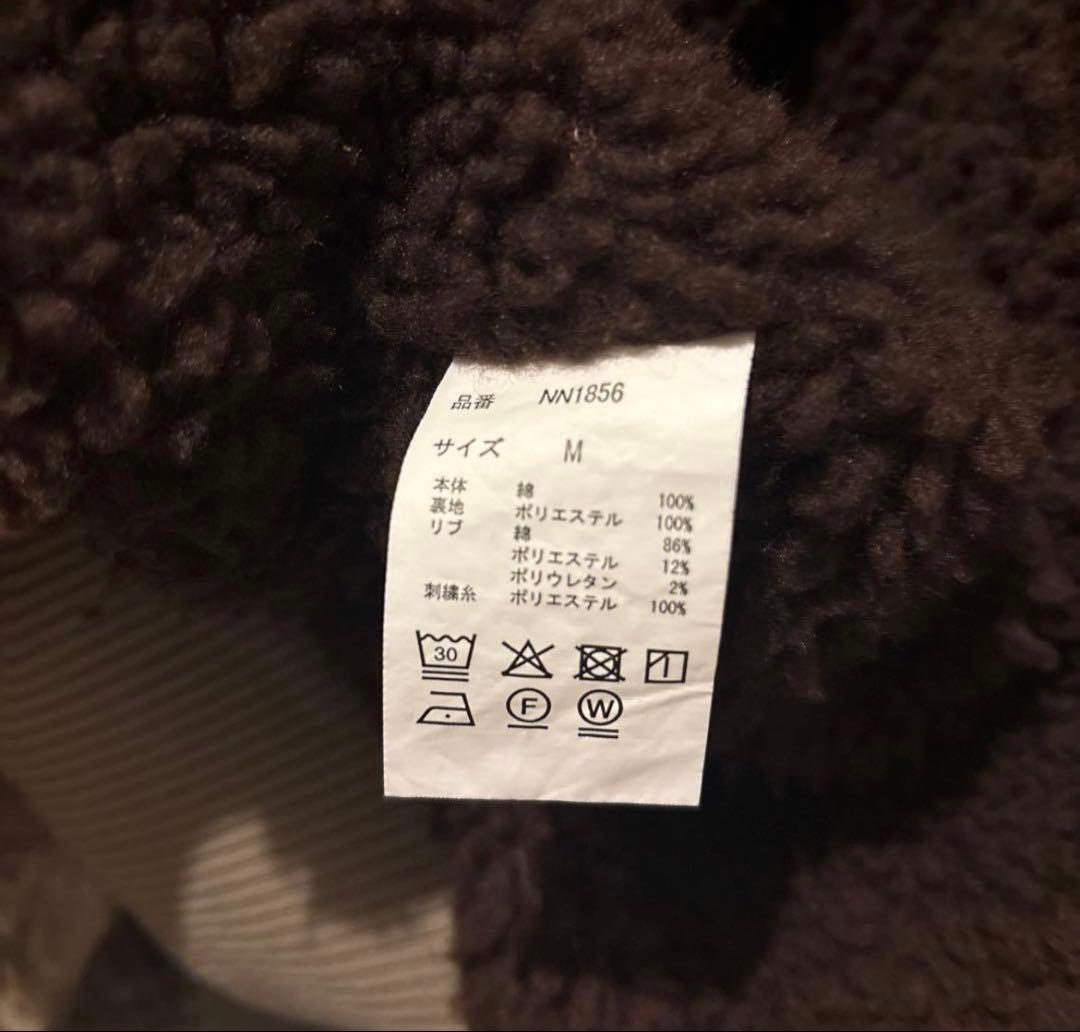 品番 NN1856
サイズ M
本体 綿 100%
裏地 ポリエステル 100%
リブ 綿 86%
ポリエステル 12%
ポリウレタン 2%
刺繍糸 ポリエステル 100%
30
F W